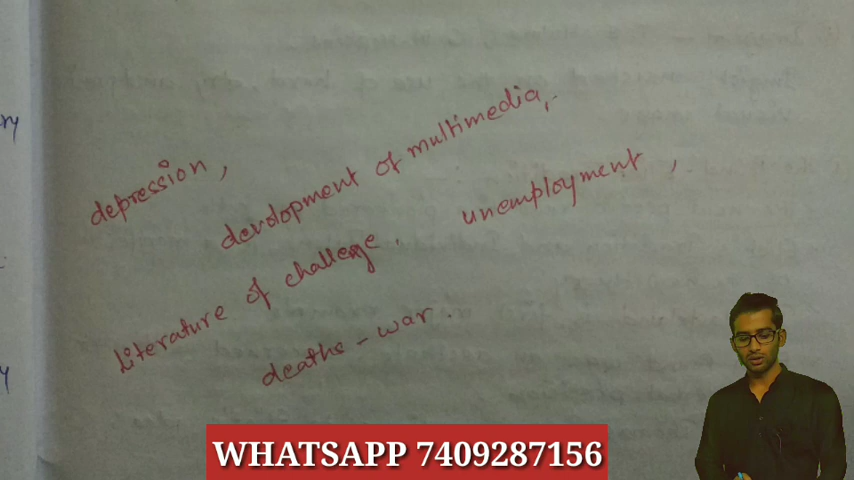 depression,
development of multimedia,
unemployment,
Literature of challenge.
deaths - war.
WHATSAPP 7409287156